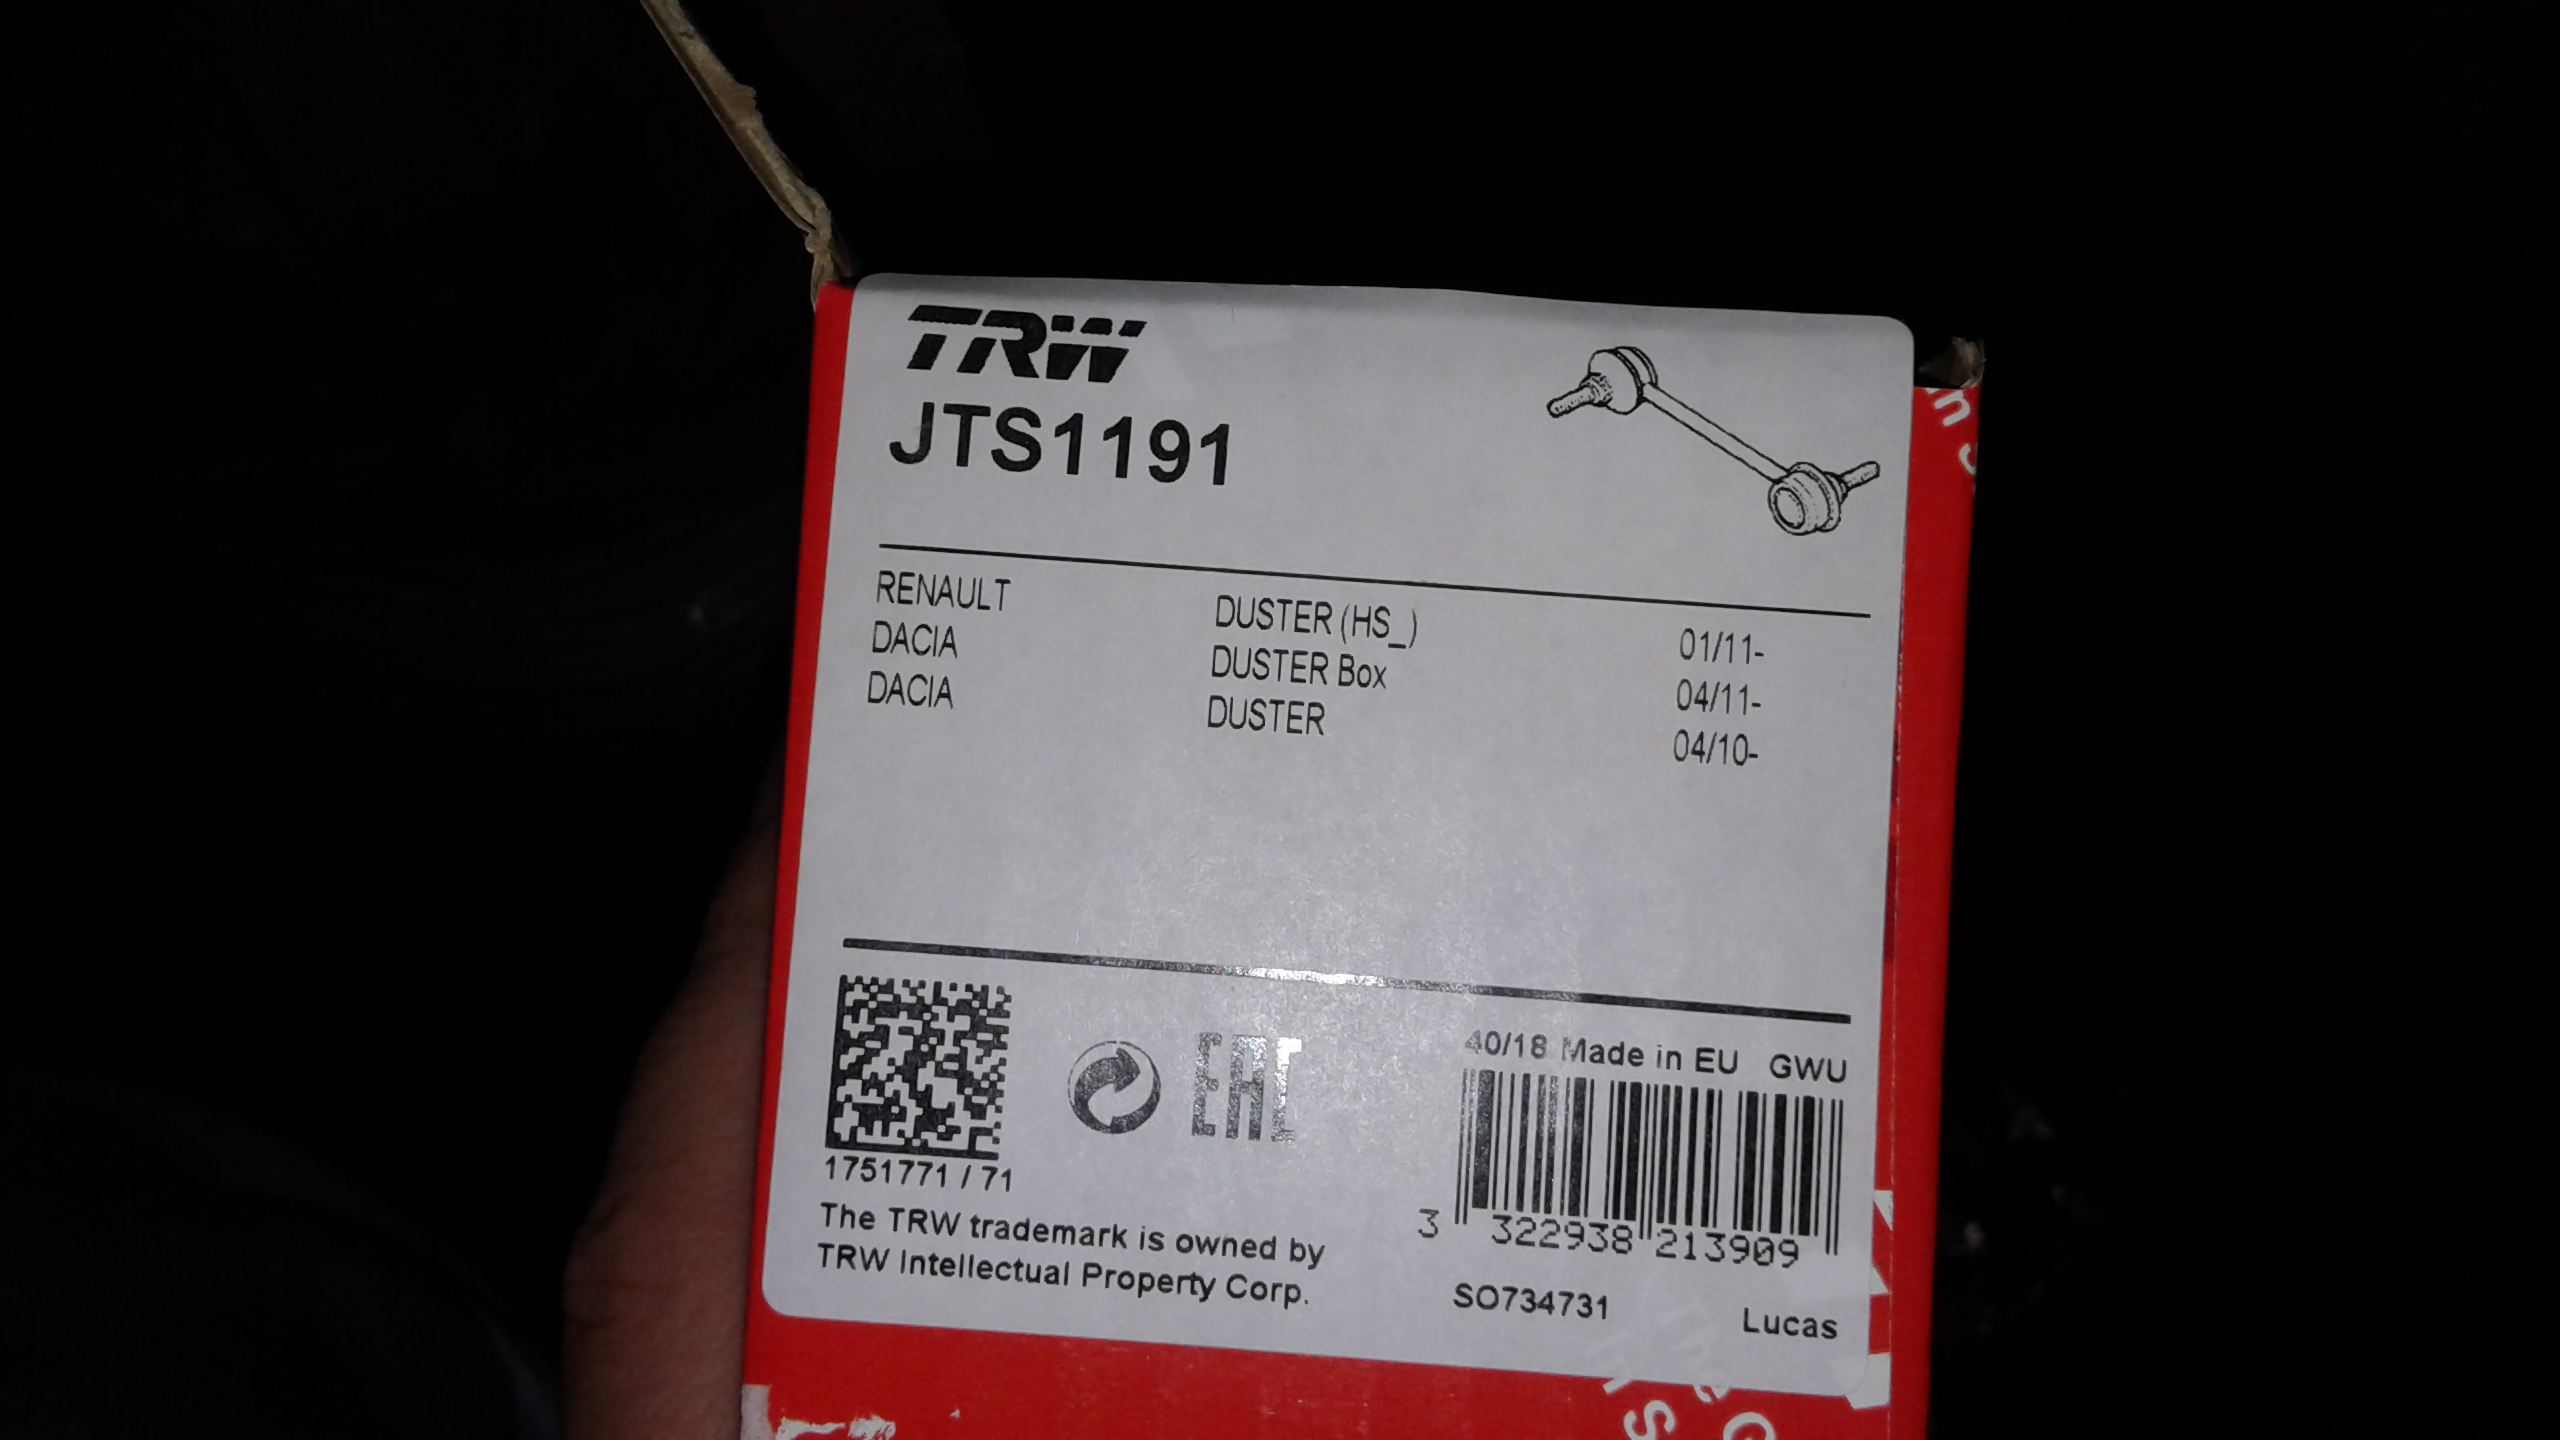 TRW
JTS1191
RENAULT DUSTER (HS_) 01/11-
DACIA DUSTER Box 04/11-
DACIA DUSTER 04/10-
EAC
40/18 Made in EU GWU
1751771 / 71
3 322938 213909
The TRW trademark is owned by
TRW Intellectual Property Corp.
SO734731 Lucas